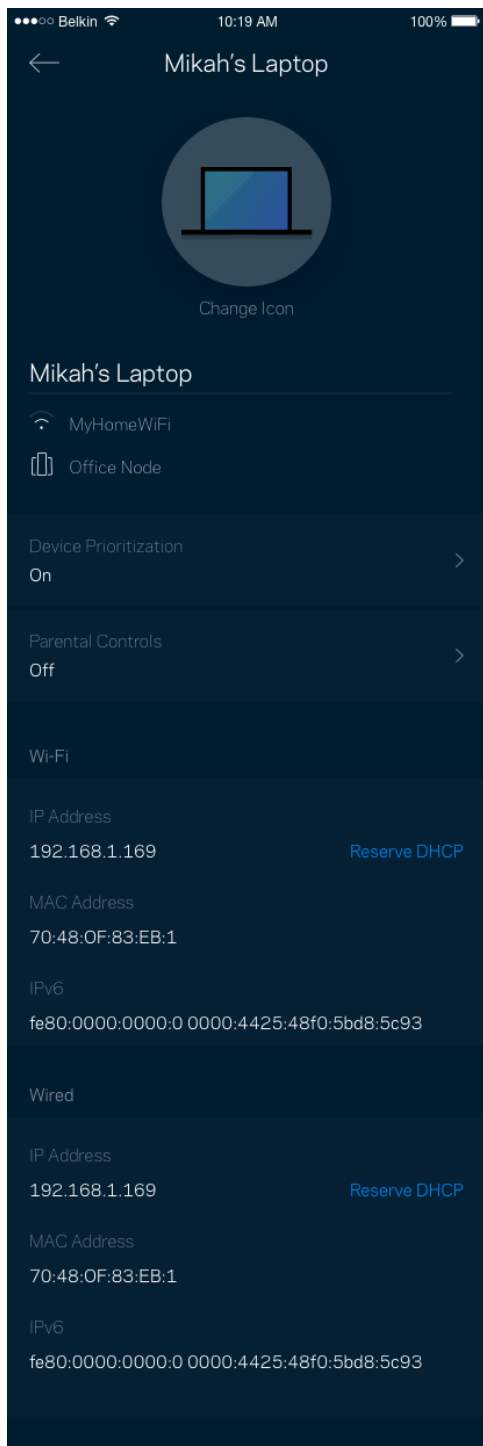 Belkin 10:19 AM 100%
Mikah's Laptop
Change Icon
Mikah's Laptop
MyHomeWiFi
Office Node
Device Prioritization
On
Parental Controls
Off
Wi-Fi
IP Address
192.168.1.169 Reserve DHCP
MAC Address
70:48:0F:83:EB:1
IPv6
fe80:0000:0000:0 0000:4425:48f0:5bd8:5c93
Wired
IP Address
192.168.1.169 Reserve DHCP
MAC Address
70:48:0F:83:EB:1
IPv6
fe80:0000:0000:0 0000:4425:48f0:5bd8:5c93